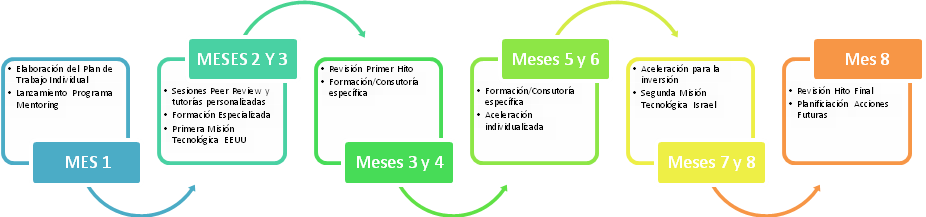 Elaboración del Plan de
Trabajo Individual
Lanzamiento Programa
Mentoring
MES 1
MESES 2 Y 3
Sesiones Peer Review y
tutorías personalizadas
Formación Especializada
Primera Misión
Tecnológica EEUU
Revisión Primer Hito
Formación/Consutoría
específica
Meses 3 y 4
Meses 5 y 6
Formación/Consutoría
específica
Aceleración
individualizada
Aceleración para la
inversión
Segunda Misión
Tecnológica Israel
Meses 7 y 8
Mes 8
Revisión Hito Final
Planificiación Acciones
Futuras